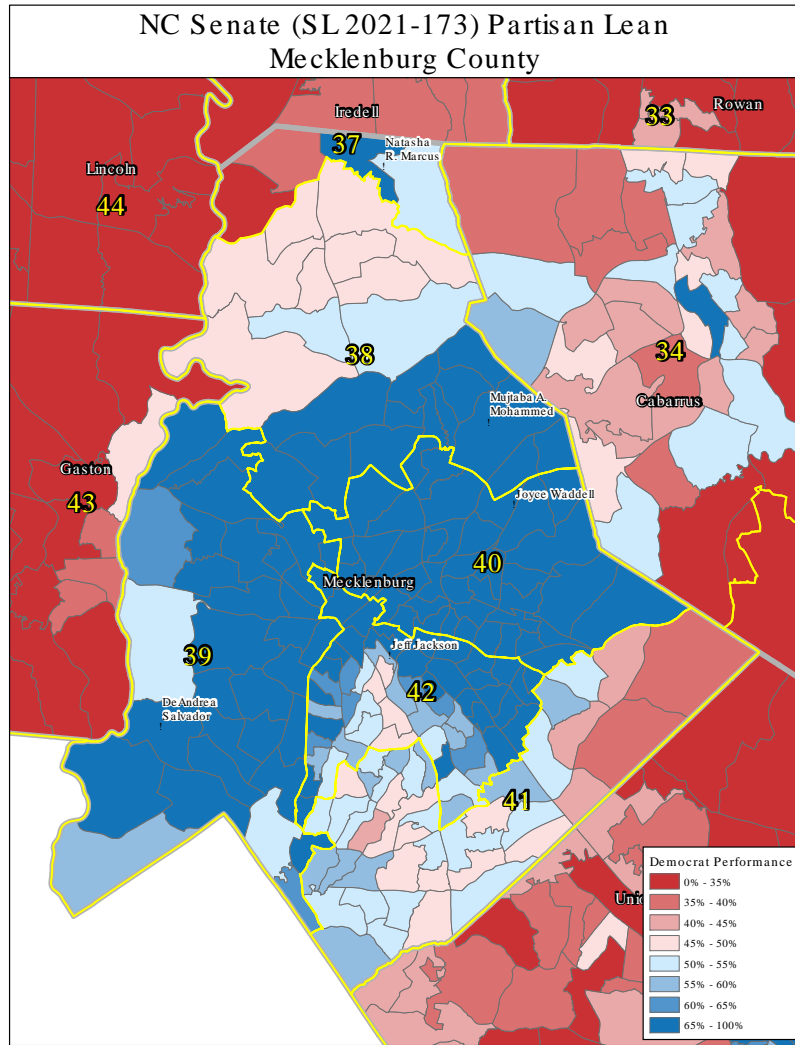 NC Senate (SL 2021-173) Partisan Lean
Mecklenburg County
Iredell
Rowan
33
37
Natasha
R. Marcus
Lincoln
44
38
34
Cabarrus
Mujtaba A.
Mohammed
Gaston
43
Joyce Waddell
40
Mecklenburg
Jeff Jackson
39
42
DeAndrea
Salvador
41
Democrat Performance
0% - 35%
35% - 40%
40% - 45%
45% - 50%
50% - 55%
55% - 60%
60% - 65%
65% - 100%